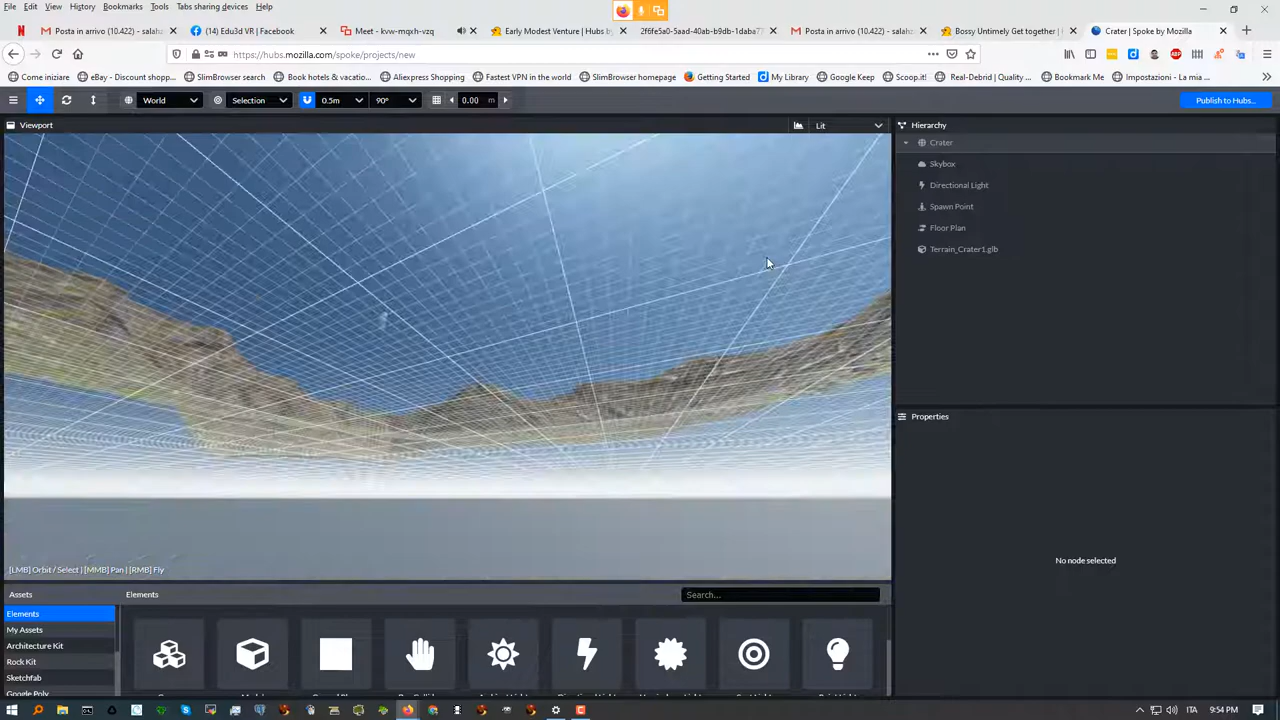 File Edit View History Bookmarks Tools Tabs sharing devices Help
Posta in arrivo (10.422) - salaha
(14) Edu3d VR | Facebook
Meet - kvw-mqxh-vzq
Early Modest Venture | Hubs by
2f6fe5a0-5aad-40ab-b9db-1daba77
Posta in arrivo (10.422) - salaha
Bossy Untimely Get together | H
Crater | Spoke by Mozilla
https://hubs.mozilla.com/spoke/projects/new
Come iniziare
eBay - Discount shopp...
SlimBrowser search
Book hotels & vacatio...
Aliexpress Shopping
Fastest VPN in the world
SlimBrowser homepage
Getting Started
My Library
Google Keep
Scoop.it!
Real-Debrid | Quality ...
Bookmark Me
Impostazioni - La mia ...
World
Selection
0.5m
90°
0.00 m
Publish to Hubs...
Viewport
Lit
Hierarchy
Crater
Skybox
Directional Light
Spawn Point
Floor Plan
Terrain_Crater1.glb
Properties
No node selected
[LMB] Orbit / Select | [MMB] Pan | [RMB] Fly
Assets
Elements
Search...
Elements
My Assets
Architecture Kit
Rock Kit
Sketchfab
Google Poly
ITA
9:54 PM